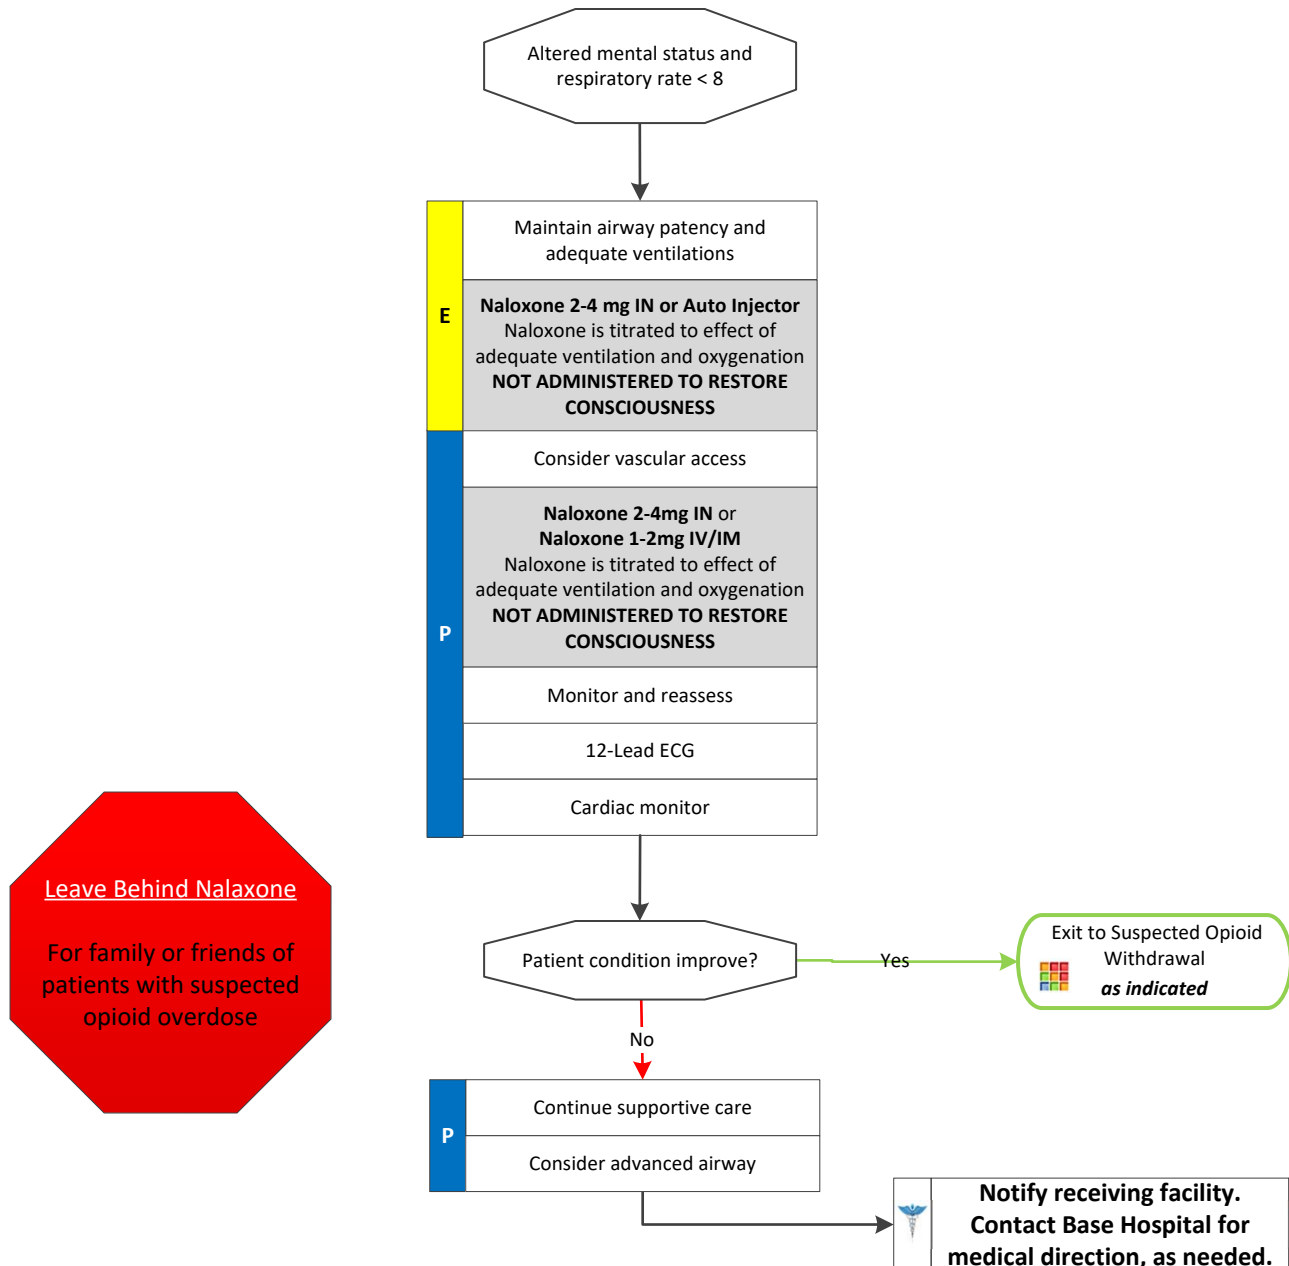 Altered mental status and
respiratory rate < 8
Maintain airway patency and
adequate ventilations
E
Naloxone 2-4 mg IN or Auto Injector
Naloxone is titrated to effect of
adequate ventilation and oxygenation
NOT ADMINISTERED TO RESTORE
CONSCIOUSNESS
Consider vascular access
P
Naloxone 2-4mg IN or
Naloxone 1-2mg IV/IM
Naloxone is titrated to effect of
adequate ventilation and oxygenation
NOT ADMINISTERED TO RESTORE
CONSCIOUSNESS
Monitor and reassess
12-Lead ECG
Cardiac monitor
Leave Behind Nalaxone
For family or friends of
patients with suspected
opioid overdose
Patient condition improve?
Yes
Exit to Suspected Opioid
Withdrawal
as indicated
No
P
Continue supportive care
Consider advanced airway
Notify receiving facility.
Contact Base Hospital for
medical direction, as needed.